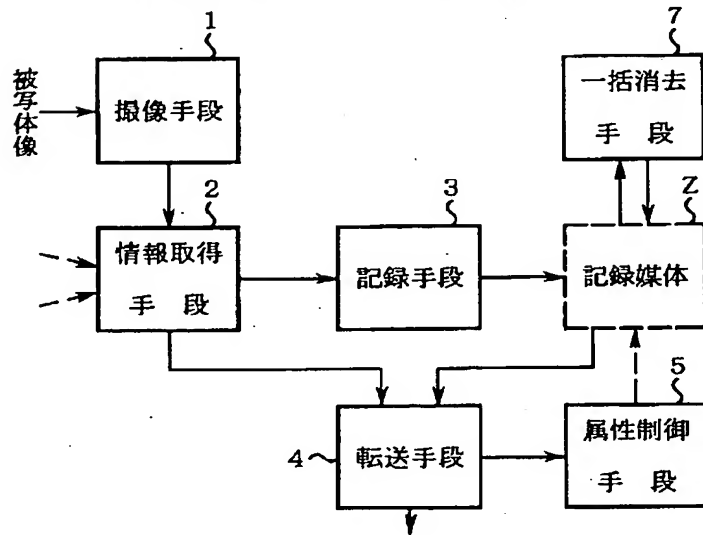 1
7
被写体像
撮像手段
一括消去
手 段
2
3
Z
情報取得
手 段
記録手段
記録媒体
5
4
転送手段
属性制御
手 段